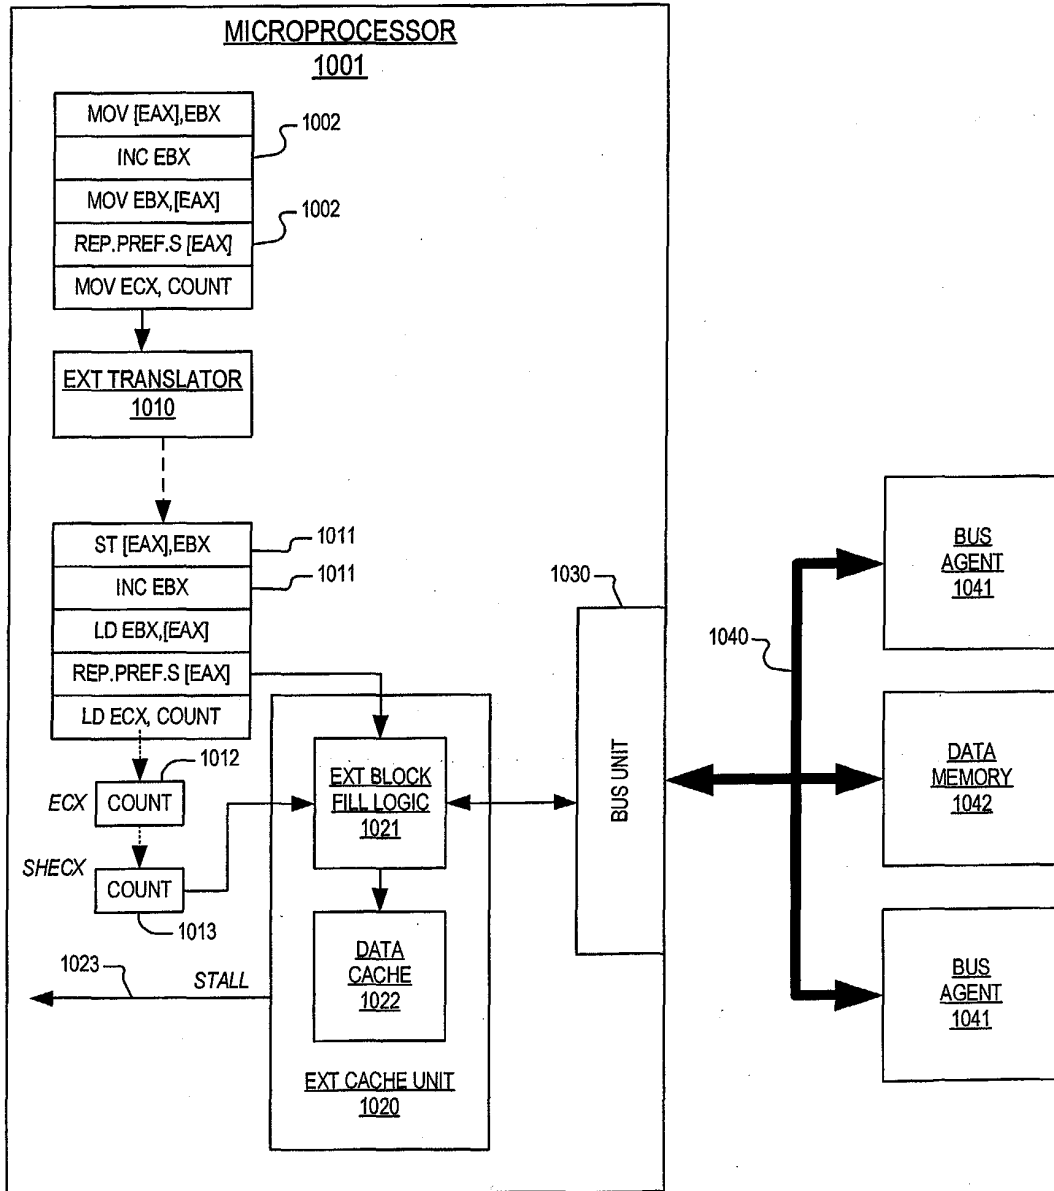 MICROPROCESSOR
1001
MOV [EAX],EBX
1002
INC EBX
MOV EBX,[EAX]
1002
REP.PREF.S [EAX]
MOV ECX, COUNT
EXT TRANSLATOR
1010
ST [EAX],EBX
1011
INC EBX
1011
LD EBX,[EAX]
REP.PREF.S [EAX]
LD ECX, COUNT
1012
ECX
COUNT
SHECX
COUNT
1013
EXT BLOCK
FILL LOGIC
1021
DATA
CACHE
1022
1023
STALL
EXT CACHE UNIT
1020
1030
BUS UNIT
1040
BUS
AGENT
1041
DATA
MEMORY
1042
BUS
AGENT
1041